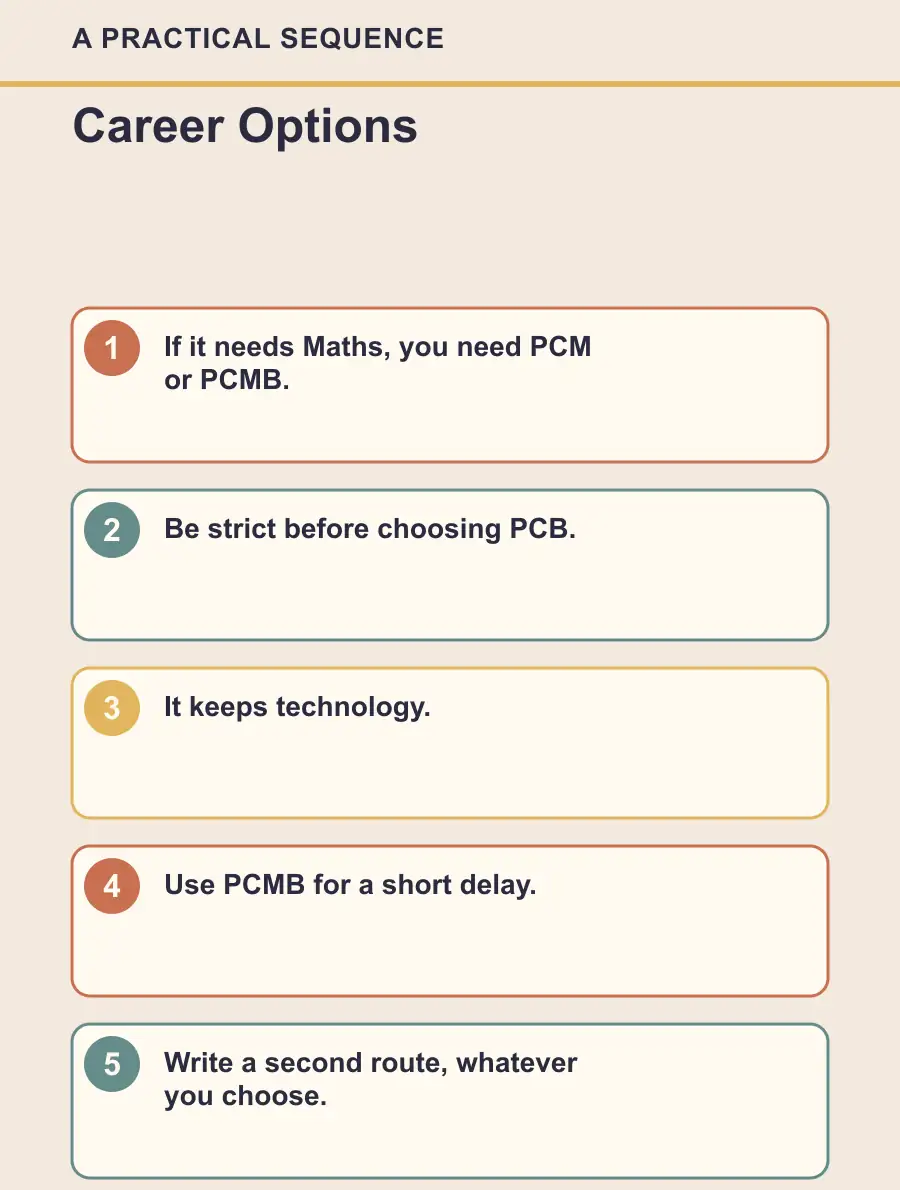 A PRACTICAL SEQUENCE
Career Options
1
If it needs Maths, you need PCM
or PCMB.
2
Be strict before choosing PCB.
3
It keeps technology.
4
Use PCMB for a short delay.
5
Write a second route, whatever
you choose.